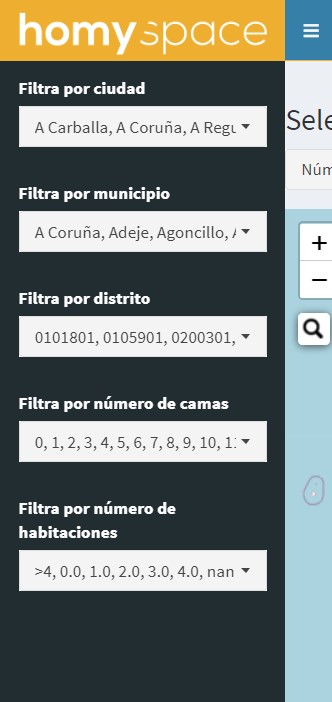 homyspace
☰
Filtra por ciudad
A Carballa, A Coruña, A Regu
Sele
Filtra por municipio
Núm
A Coruña, Adeje, Agoncillo, A
+
−
Filtra por distrito
0101801, 0105901, 0200301,
Filtra por número de camas
0, 1, 2, 3, 4, 5, 6, 7, 8, 9, 10, 11
Filtra por número de
habitaciones
>4, 0.0, 1.0, 2.0, 3.0, 4.0, nan